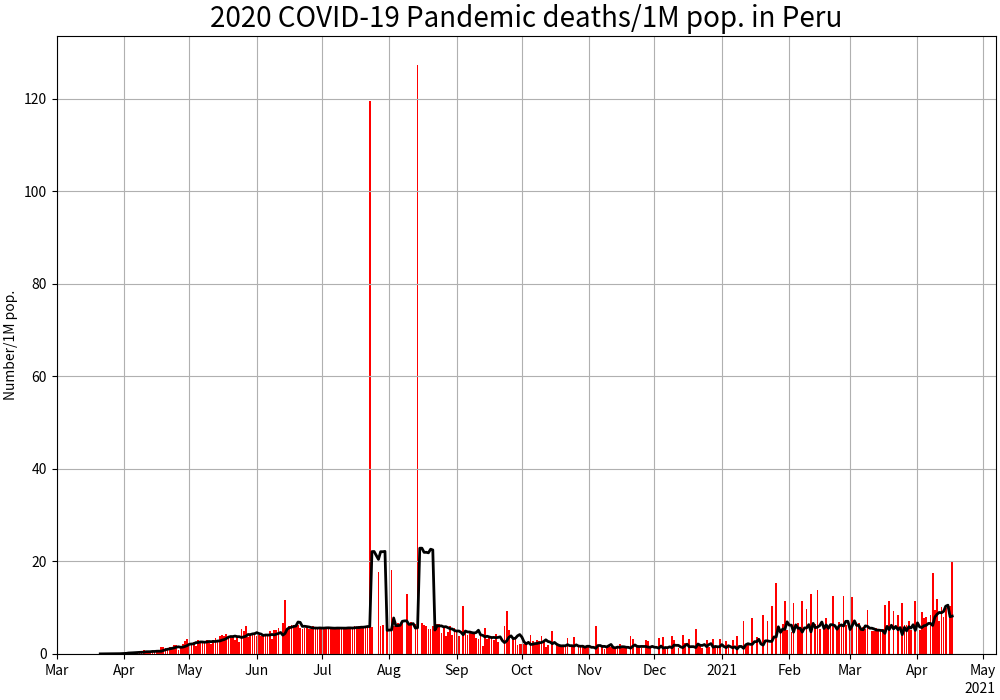 2020 COVID-19 Pandemic deaths/1M pop. in Peru
Number/1M pop.
120
100
80
60
40
20
0
Mar Apr May Jun Jul Aug Sep Oct Nov Dec 2021 Feb Mar Apr May
2021